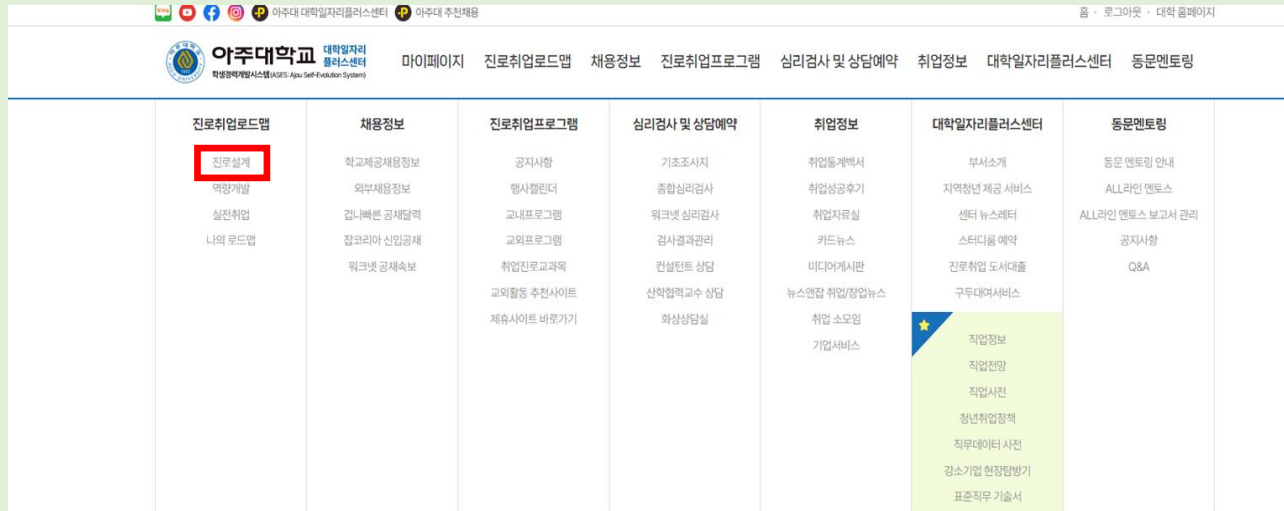 blog 아주대 대학일자리플러스센터 아주대 추천채용
홈 · 로그아웃 · 대학 홈페이지
아주대학교 대학일자리 플러스센터
학생경력개발시스템(ASES: Ajou Self-Evolution System)
마이페이지 진로취업로드맵 채용정보 진로취업프로그램 심리검사 및 상담예약 취업정보 대학일자리플러스센터 동문멘토링
진로취업로드맵
진로설계
역량개발
실전취업
나의 로드맵
채용정보
학교제공채용정보
외부채용정보
겁나빠른 공채달력
잡코리아 신입공채
워크넷 공채속보
진로취업프로그램
공지사항
행사캘린더
교내프로그램
교외프로그램
취업진로교과목
교외활동 추천사이트
제휴사이트 바로가기
심리검사 및 상담예약
기초조사지
종합심리검사
워크넷 심리검사
검사결과관리
컨설턴트 상담
산학협력교수 상담
화상상담실
취업정보
취업통계백서
취업성공후기
취업자료실
카드뉴스
미디어게시판
뉴스앤잡 취업/창업뉴스
취업 소모임
기업서비스
대학일자리플러스센터
부서소개
지역청년 제공 서비스
센터 뉴스레터
스터디룸 예약
진로취업 도서대출
구두대여서비스
직업정보
직업전망
직업사전
청년취업정책
직무데이터 사전
강소기업 현장탐방기
표준직무 기술서
동문멘토링
동문 멘토링 안내
ALL라인 멘토스
ALL라인 멘토스 보고서 관리
공지사항
Q&A